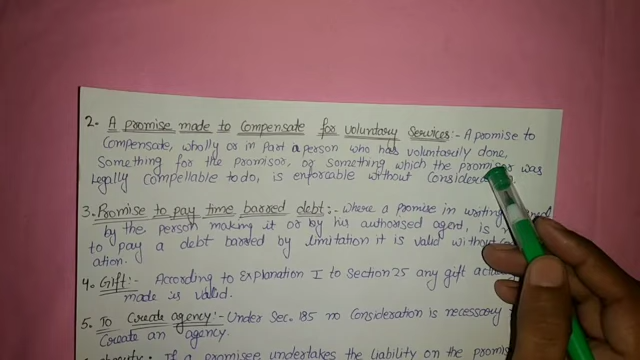 2. A promise made to Compensate for Voluntary Services:- A promise to
Compensate, wholly or in Part a person who has voluntarily done,
Something for the promisor, or something which the promisor was
Legally Compellable to do, is enforcable without
3. Promise to pay time barred debt:- Where a promise in writing
by the person making it or by his authorised agent, is
to pay a debt barred by limitation it is valid without
ation.
4. Gift:- According to Explanation I to Section 25 any gift
made is valid.
5. To Create agency:- Under Sec. 185 no Consideration is necessary
Create an agency.
If a promisee undertakes the liability on the